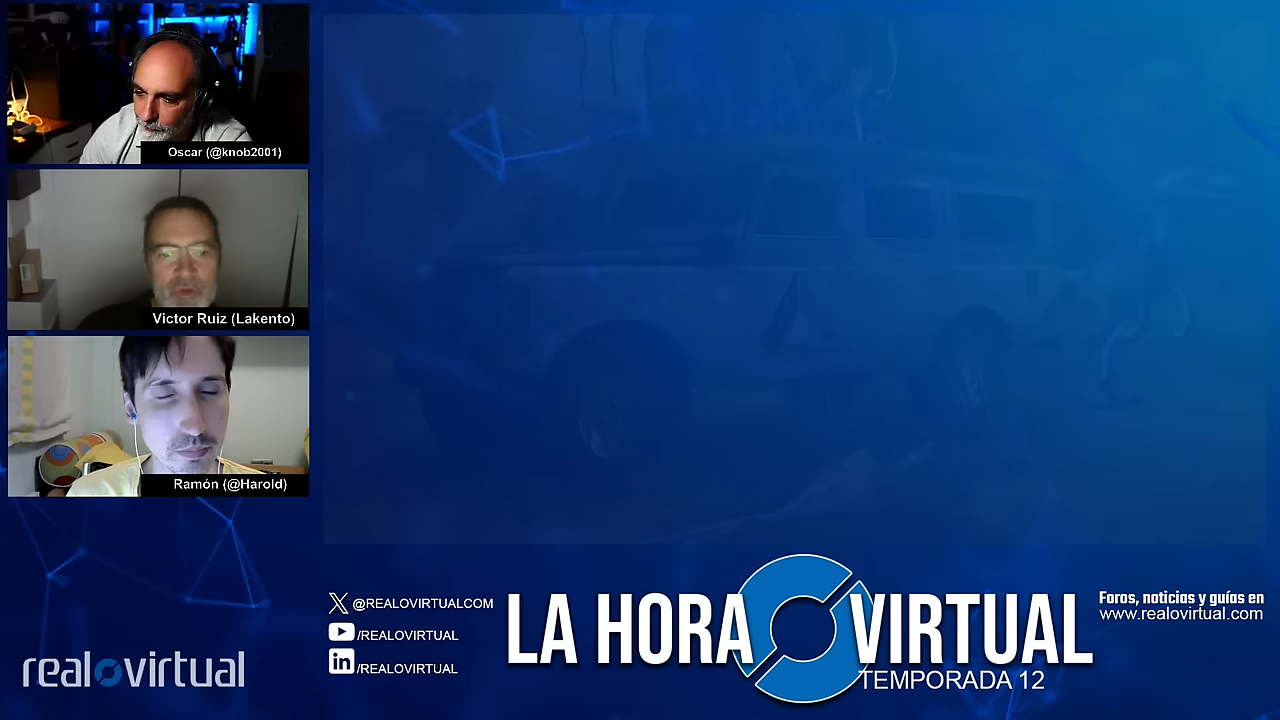 Oscar (@knob2001)
Victor Ruiz (Lakento)
Ramón (@Harold)
realovirtual
@REALOVIRTUALCOM
/REALOVIRTUAL
in /REALOVIRTUAL
LA HORA VIRTUAL
TEMPORADA 12
Foros, noticias y guías en
www.realovirtual.com